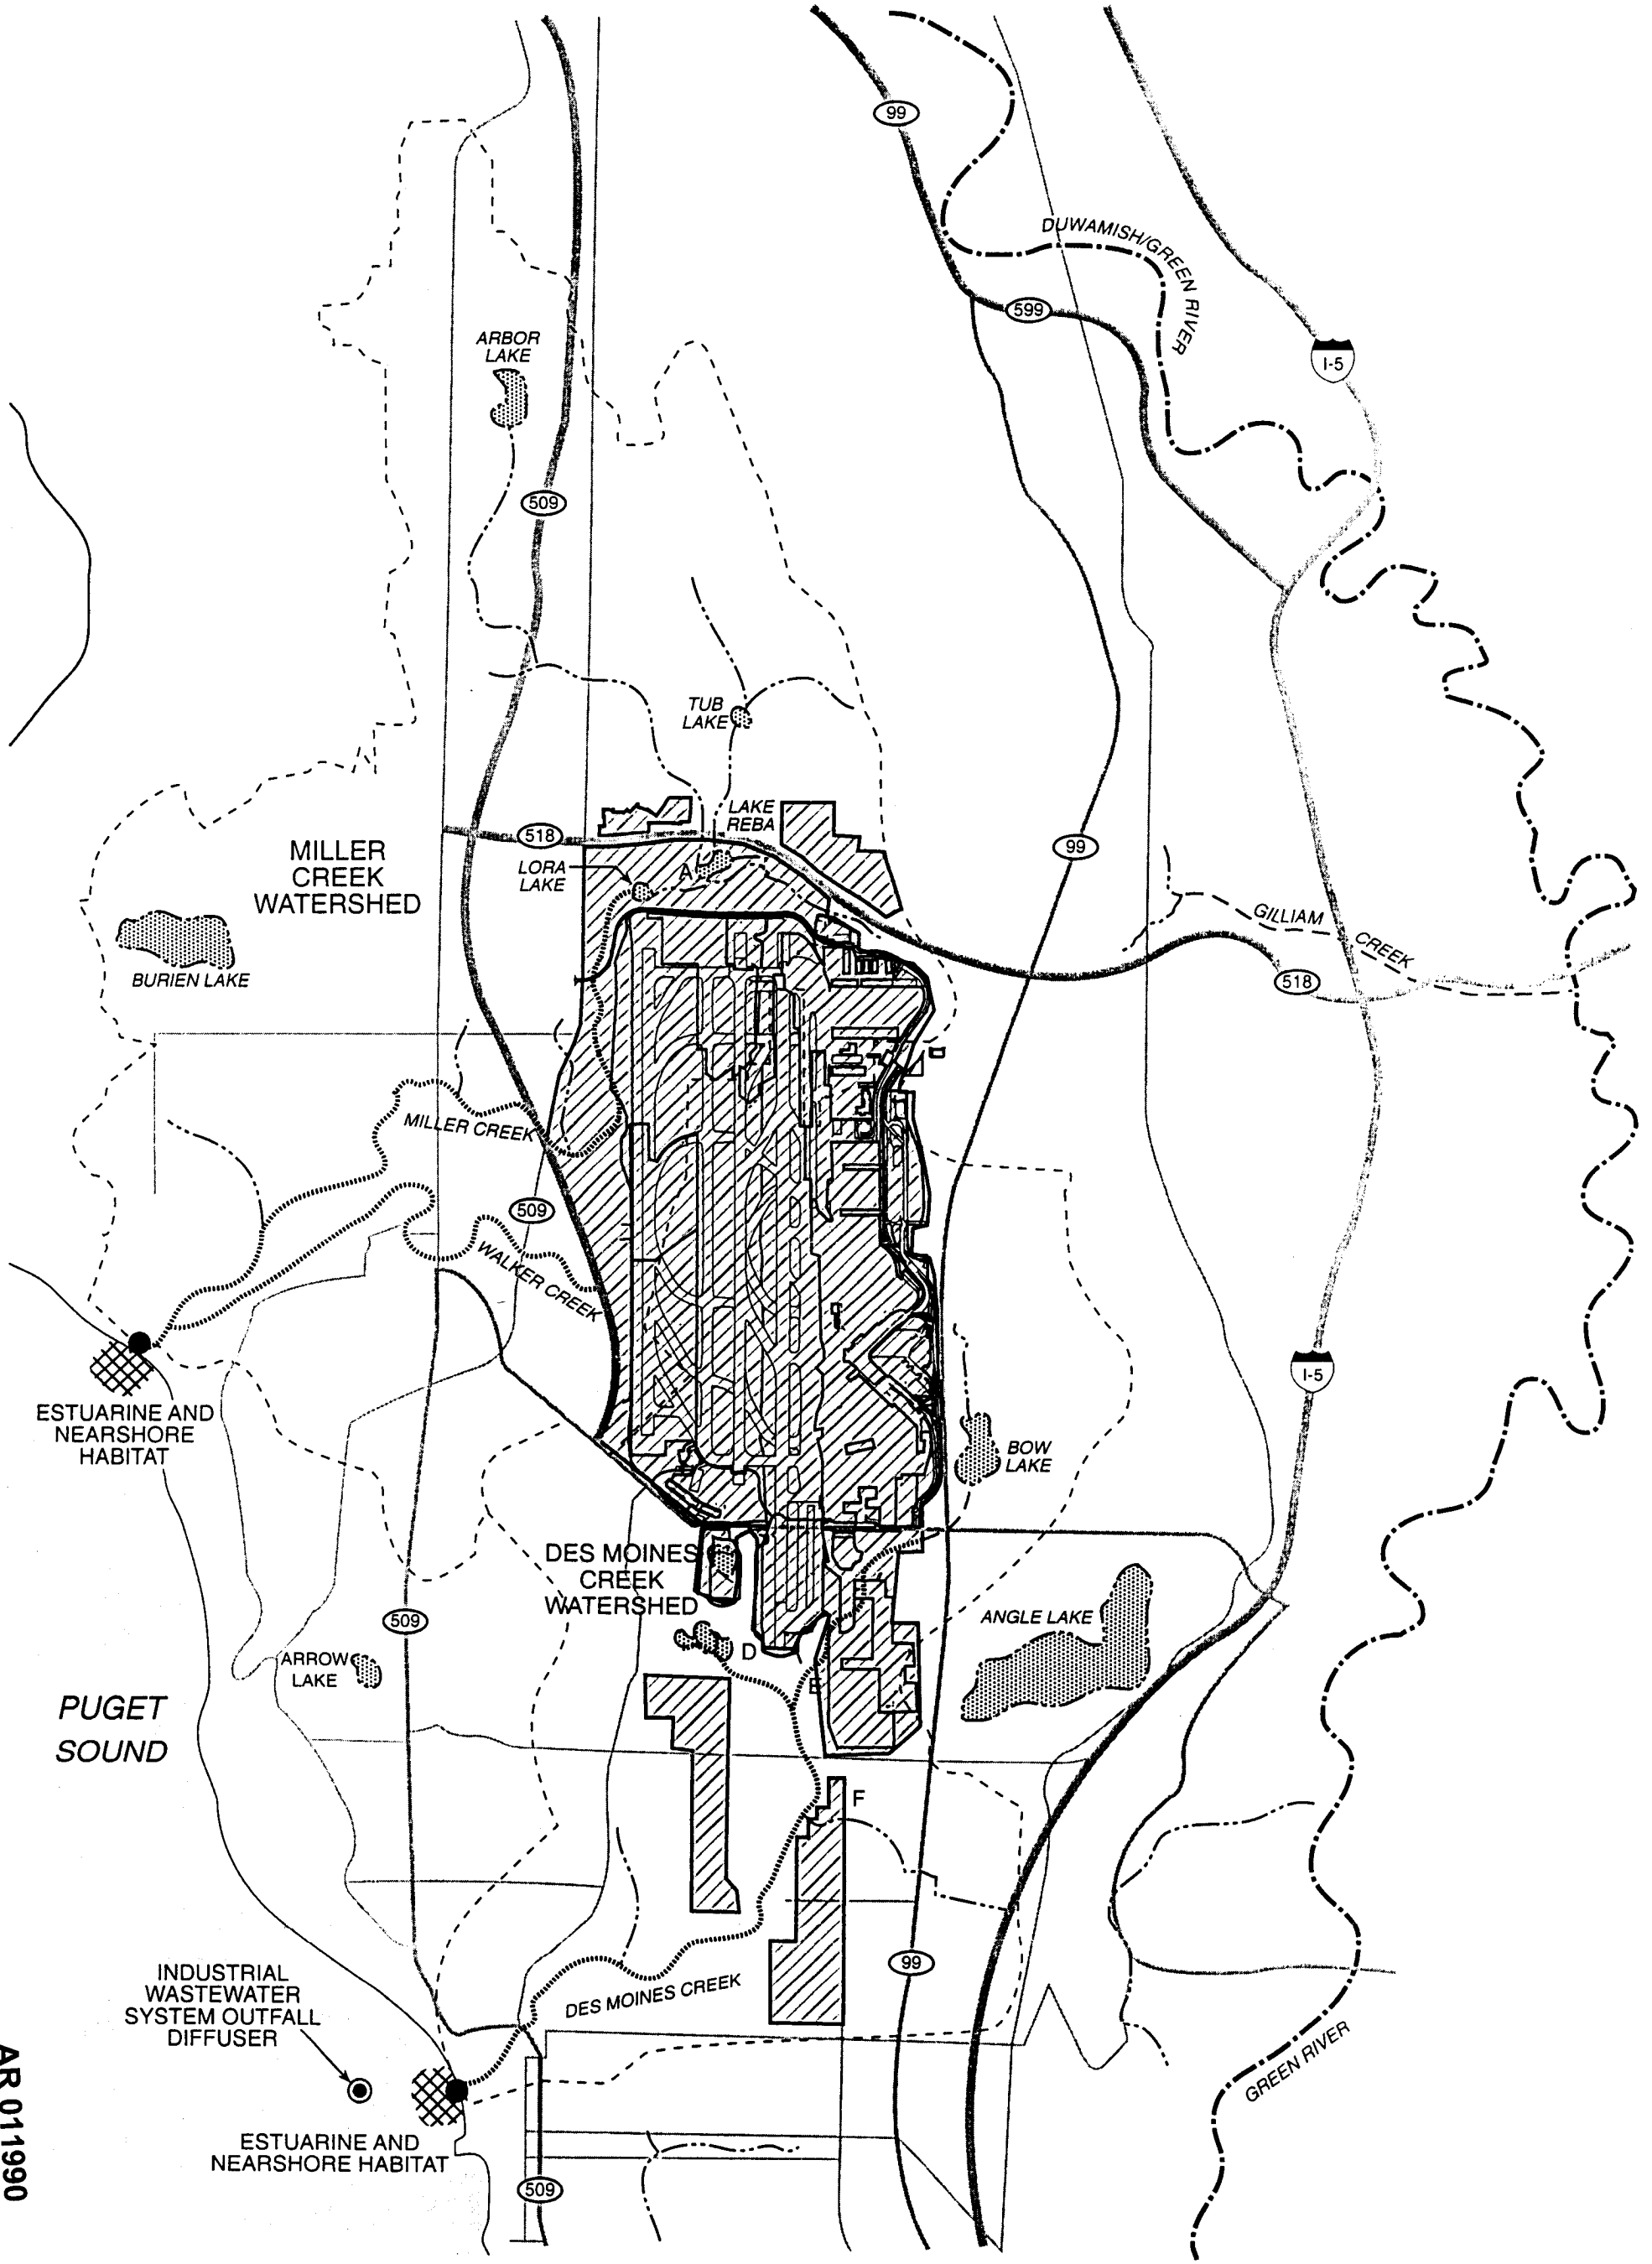 99
DUWAMISH/GREEN RIVER
599
I-5
ARBOR
LAKE
509
TUB
LAKE
LAKE
REBA
518
99
MILLER
CREEK
WATERSHED
LORA
LAKE
A
GILLIAM
CREEK
518
BURIEN LAKE
MILLER CREEK
509
WALKER CREEK
I-5
ESTUARINE AND
NEARSHORE
HABITAT
BOW
LAKE
DES MOINES
CREEK
WATERSHED
509
ANGLE LAKE
D
ARROW
LAKE
E
PUGET
SOUND
F
99
INDUSTRIAL
WASTEWATER
SYSTEM OUTFALL
DIFFUSER
DES MOINES CREEK
GREEN RIVER
ESTUARINE AND
NEARSHORE HABITAT
509
AR 011990